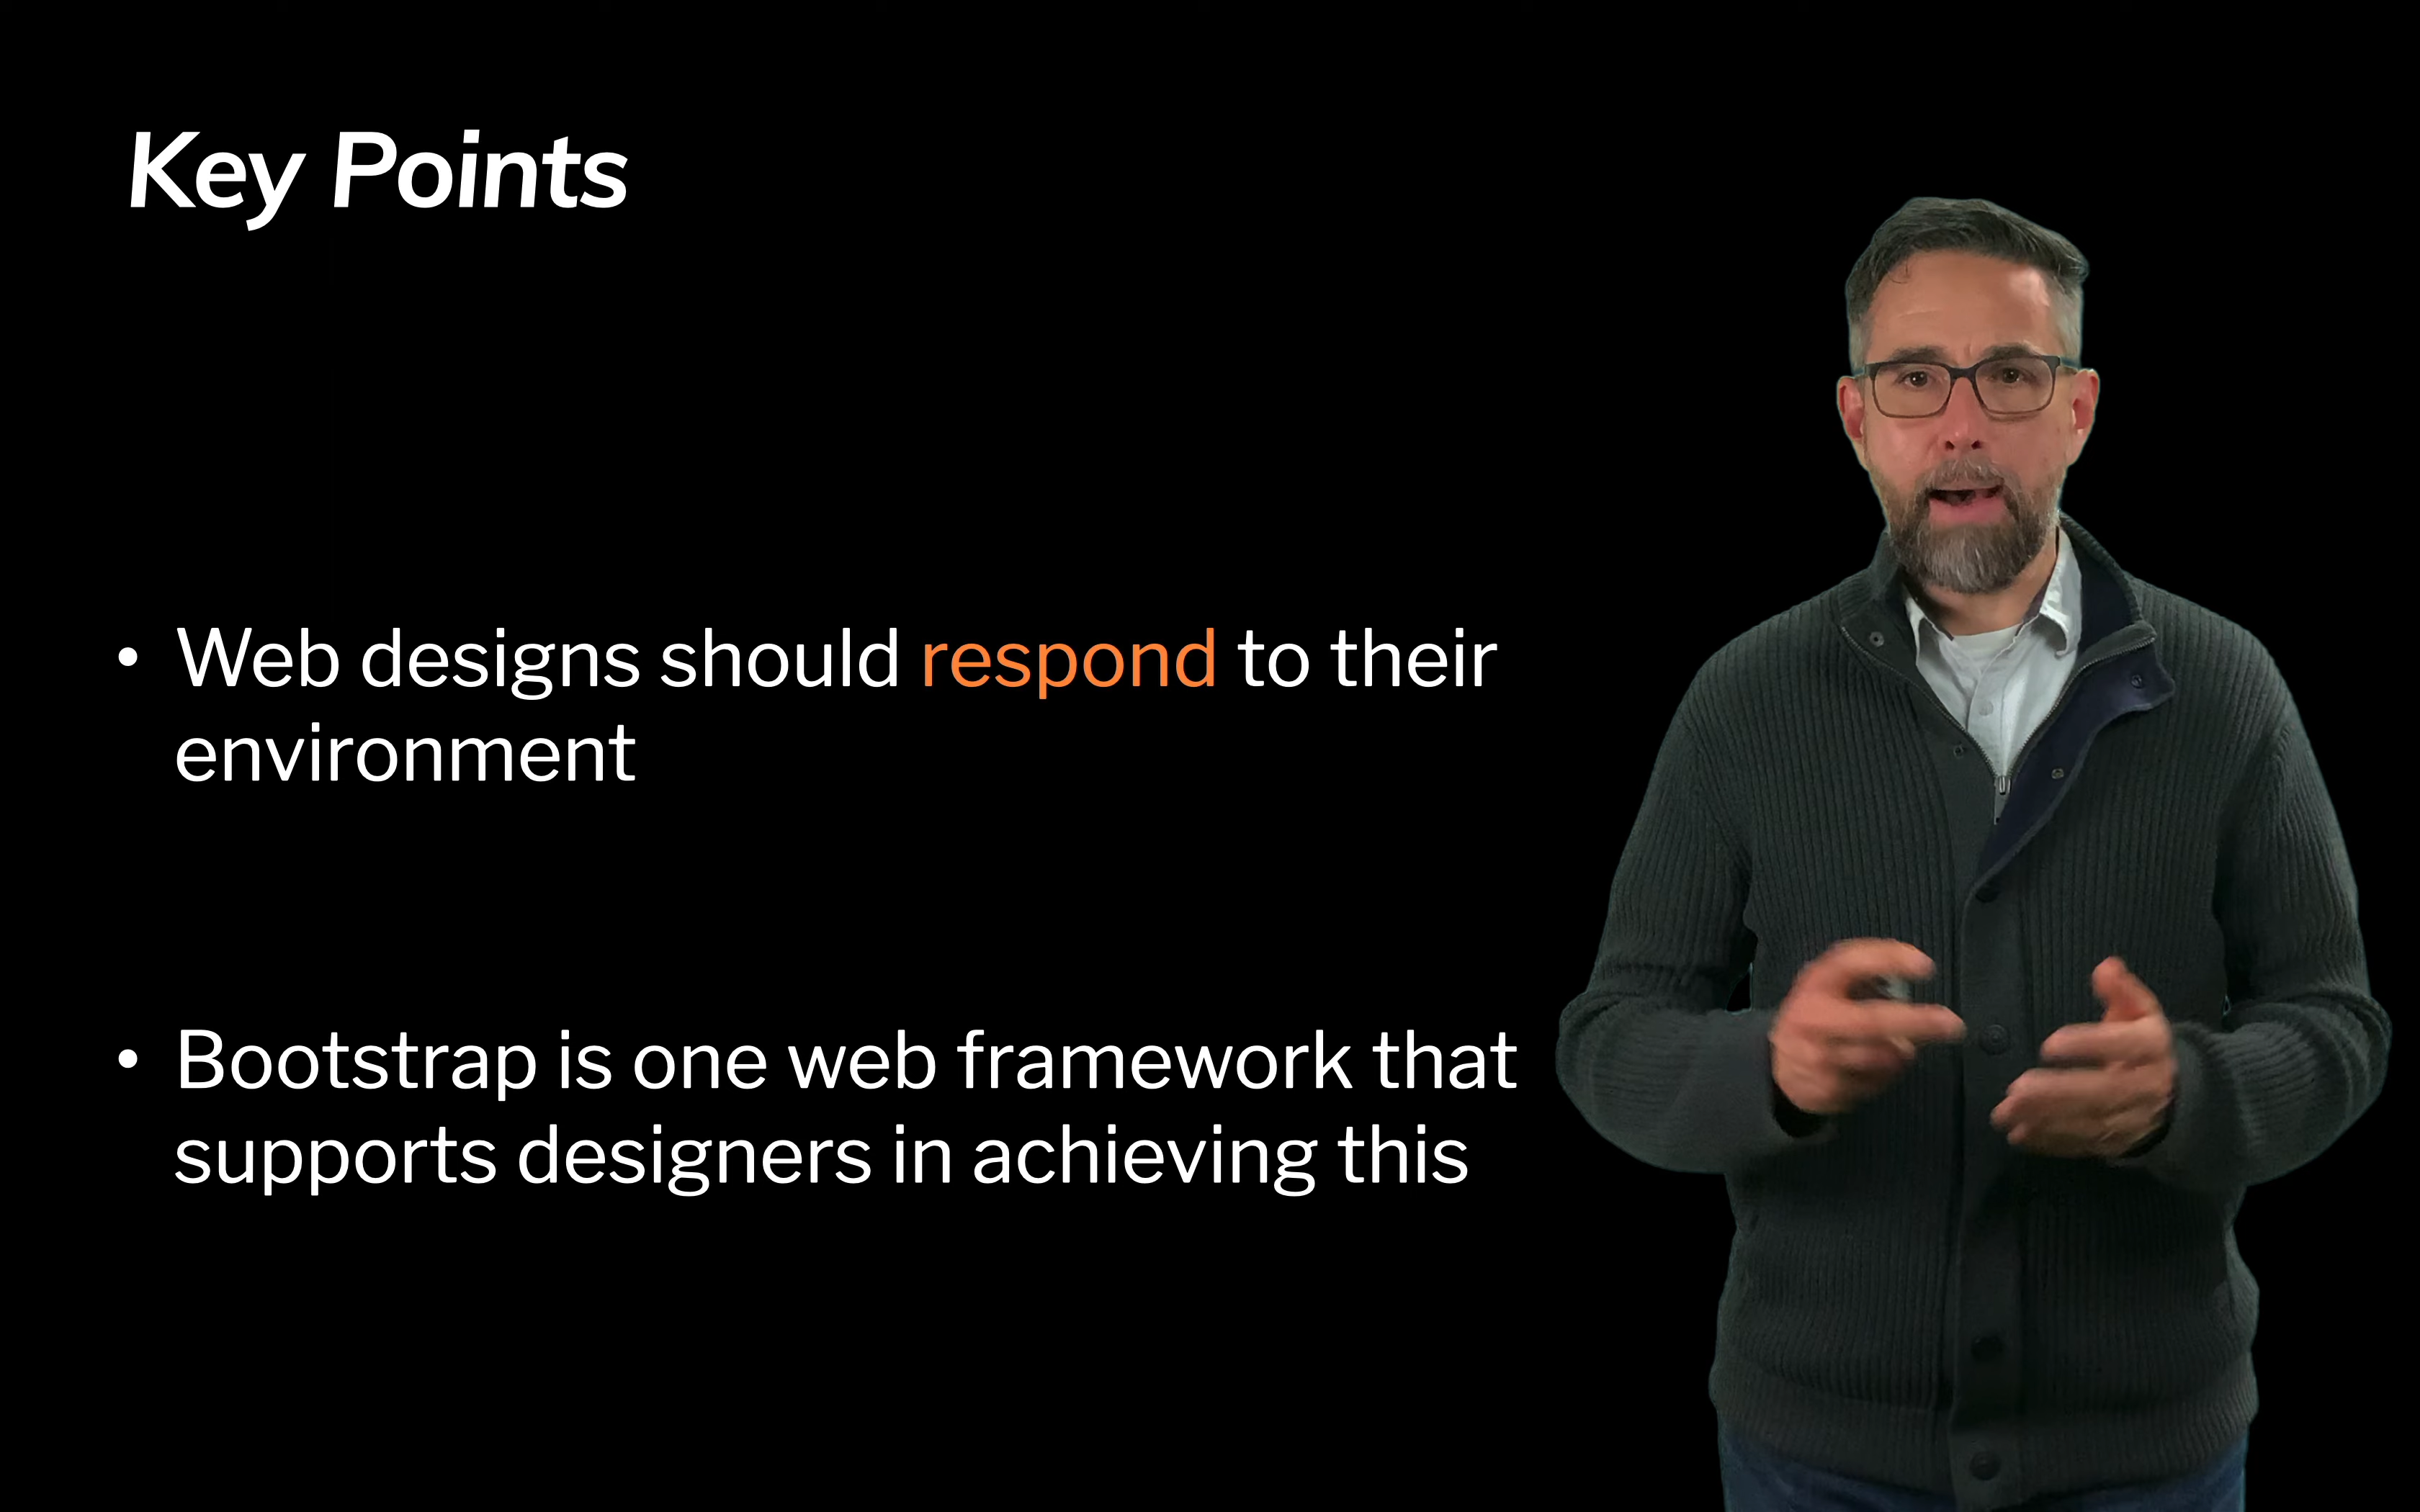 Key Points
• Web designs should respond to their
environment
• Bootstrap is one web framework that
supports designers in achieving this